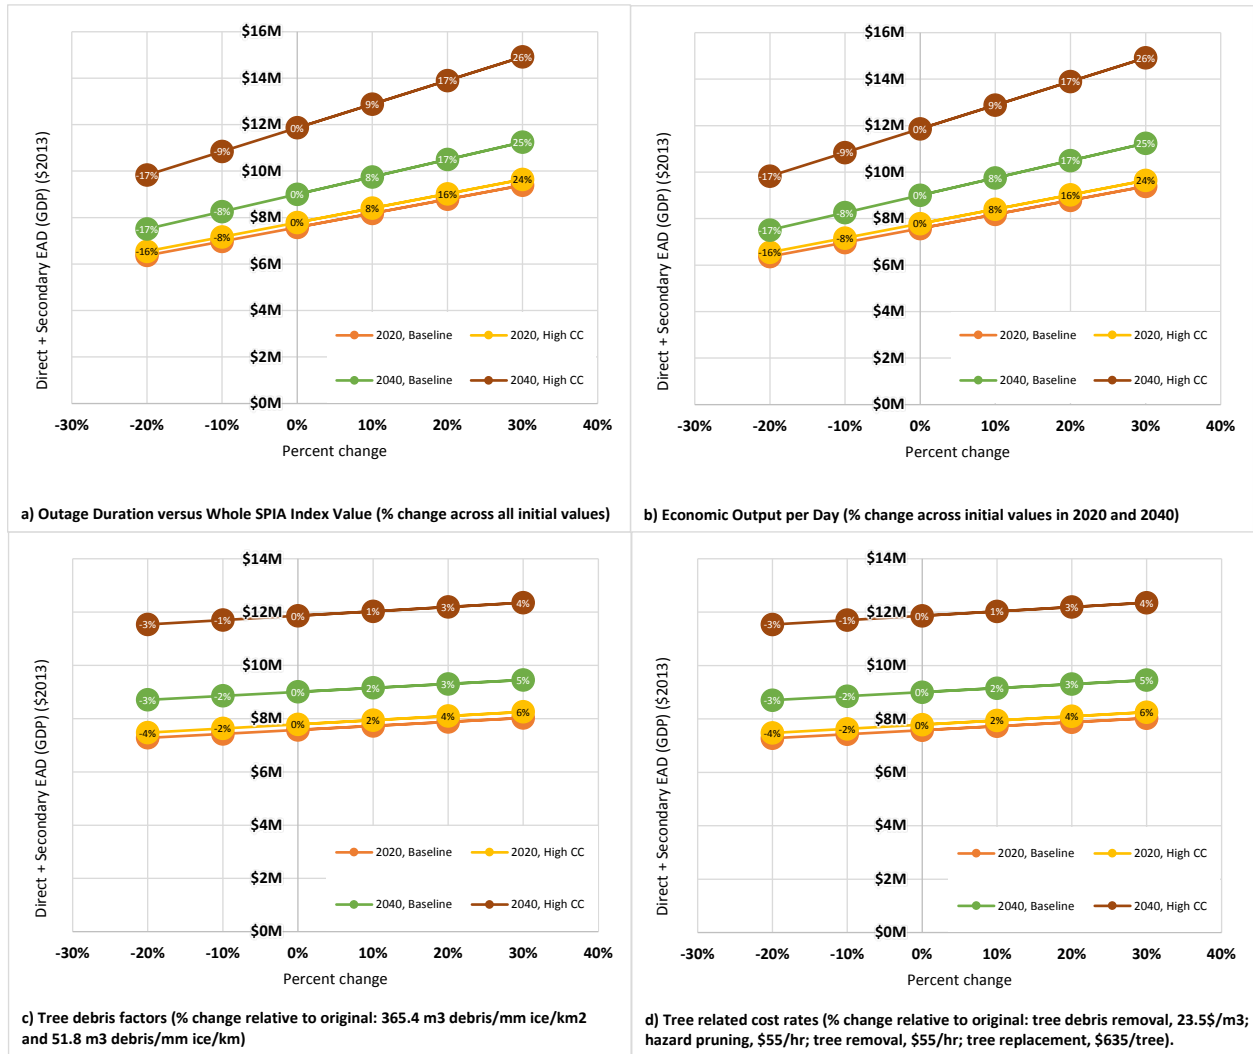 $16M
$14M
$12M
$10M
$8M
$6M
$4M
$2M
$0M
Direct + Secondary EAD (GDP) ($2013)
-17% -9% 0% 9% 17% 26%
-17% -8% 0% 8% 17% 25%
-16% -8% 0% 8% 16% 24%
2020, Baseline 2020, High CC
2040, Baseline 2040, High CC
-30% -20% -10% 0% 10% 20% 30% 40%
Percent change
a) Outage Duration versus Whole SPIA Index Value (% change across all initial values)
$16M
$14M
$12M
$10M
$8M
$6M
$4M
$2M
$0M
Direct + Secondary EAD (GDP) ($2013)
-17% -9% 0% 9% 17% 26%
-17% -8% 0% 8% 17% 25%
-16% -8% 0% 8% 16% 24%
2020, Baseline 2020, High CC
2040, Baseline 2040, High CC
-30% -20% -10% 0% 10% 20% 30% 40%
Percent change
b) Economic Output per Day (% change across initial values in 2020 and 2040)
$14M
$12M
$10M
$8M
$6M
$4M
$2M
$0M
Direct + Secondary EAD (GDP) ($2013)
-3% -1% 0% 1% 3% 4%
-3% -2% 0% 2% 3% 5%
-4% -2% 0% 2% 4% 6%
2020, Baseline 2020, High CC
2040, Baseline 2040, High CC
-30% -20% -10% 0% 10% 20% 30% 40%
Percent change
c) Tree debris factors (% change relative to original: 365.4 m3 debris/mm ice/km2
and 51.8 m3 debris/mm ice/km)
$14M
$12M
$10M
$8M
$6M
$4M
$2M
$0M
Direct + Secondary EAD (GDP) ($2013)
-3% -1% 0% 1% 3% 4%
-3% -2% 0% 2% 3% 5%
-4% -2% 0% 2% 4% 6%
2020, Baseline 2020, High CC
2040, Baseline 2040, High CC
-30% -20% -10% 0% 10% 20% 30% 40%
Percent change
d) Tree related cost rates (% change relative to original: tree debris removal, 23.5$/m3;
hazard pruning, $55/hr; tree removal, $55/hr; tree replacement, $635/tree).